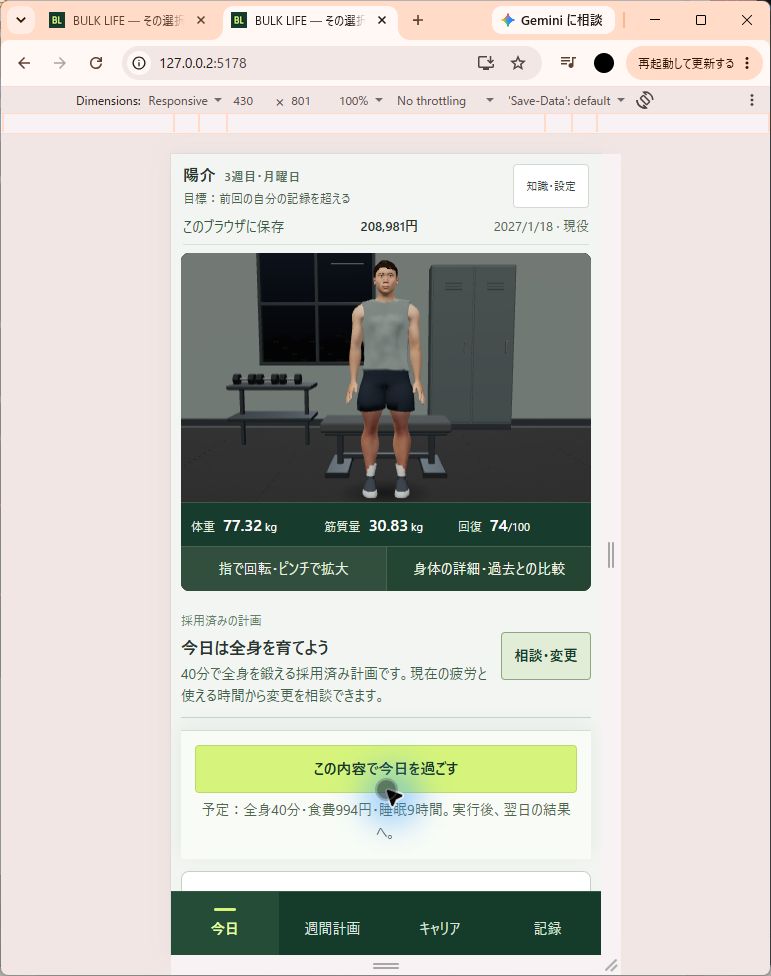 BL BULK LIFE — その選択
BL BULK LIFE — その選択
Gemini に相談
127.0.0.2:5178
再起動して更新する
Dimensions: Responsive 430 × 801 100% No throttling 'Save-Data': default
陽介 3週目・月曜日
目標：前回の自分の記録を超える
知識・設定
このブラウザに保存 208,981円 2027/1/18・現役
体重 77.32 kg 筋質量 30.83 kg 回復 74/100
指で回転・ピンチで拡大 身体の詳細・過去との比較
採用済みの計画
今日は全身を育てよう
40分で全身を鍛える採用済み計画です。現在の疲労と
使える時間から変更を相談できます。
相談・変更
この内容で今日を過ごす
予定：全身40分・食費994円・睡眠9時間。実行後、翌日の結果
へ。
今日 週間計画 キャリア 記録